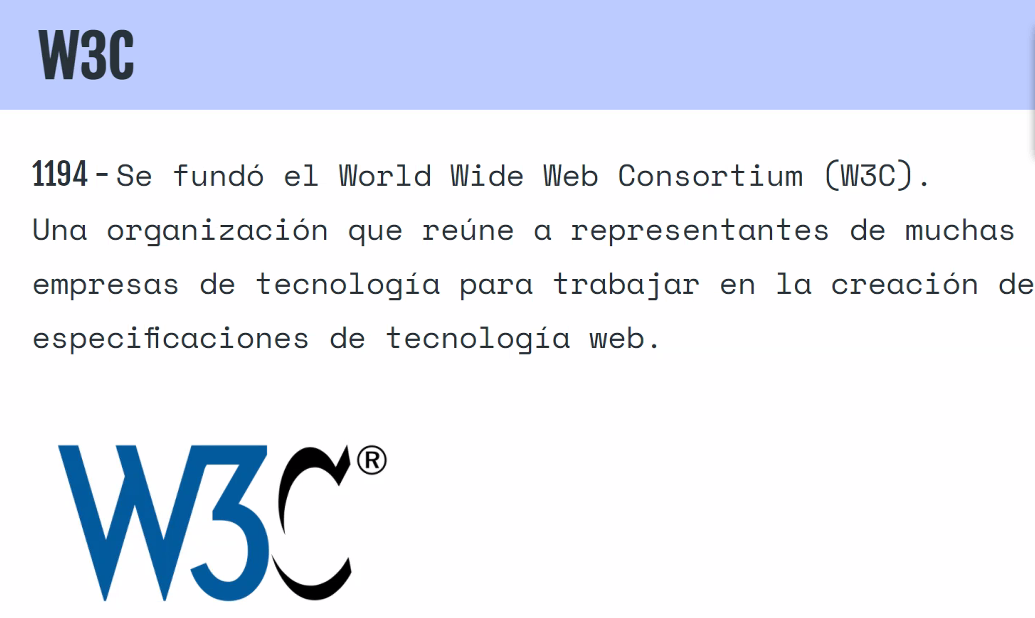 W3C
1194 - Se fundó el World Wide Web Consortium (W3C).
Una organización que reúne a representantes de muchas
empresas de tecnología para trabajar en la creación de
especificaciones de tecnología web.
W3C®